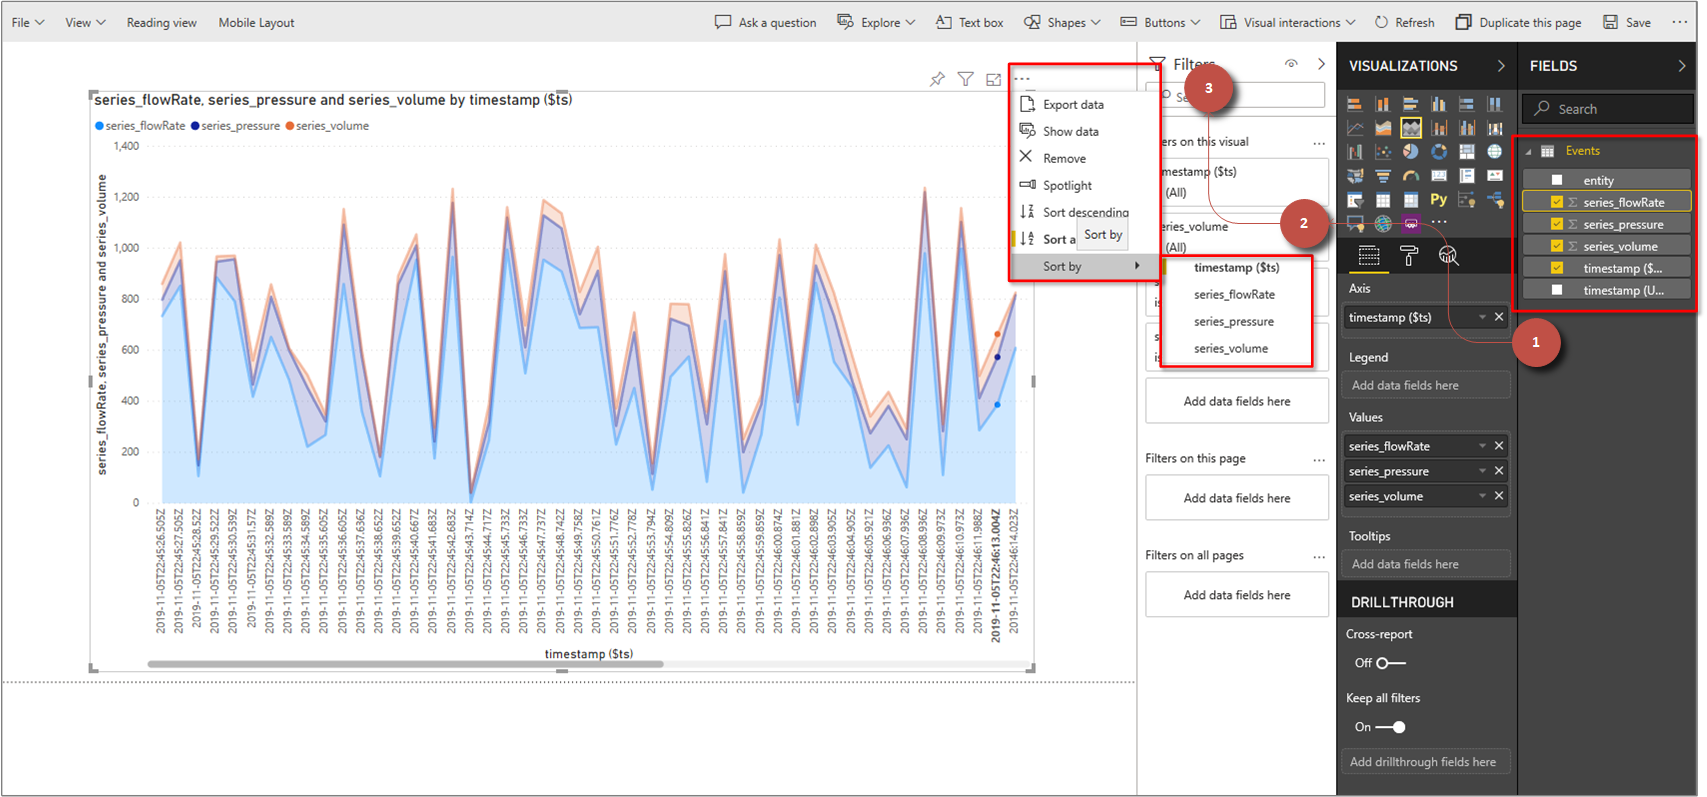 File
View
Reading view
Mobile Layout
Ask a question
Explore
Text box
Shapes
Buttons
Visual interactions
Refresh
Duplicate this page
Save
series_flowRate, series_pressure and series_volume by timestamp ($ts)
series_flowRate series_pressure series_volume
series_flowRate, series_pressure and series_volume
1,400
1,200
1,000
800
600
400
200
0
2019-11-05T22:45:26.505Z
2019-11-05T22:45:27.505Z
2019-11-05T22:45:28.52Z
2019-11-05T22:45:29.522Z
2019-11-05T22:45:30.539Z
2019-11-05T22:45:31.57Z
2019-11-05T22:45:32.589Z
2019-11-05T22:45:33.589Z
2019-11-05T22:45:34.589Z
2019-11-05T22:45:35.605Z
2019-11-05T22:45:36.605Z
2019-11-05T22:45:37.636Z
2019-11-05T22:45:38.652Z
2019-11-05T22:45:39.652Z
2019-11-05T22:45:40.667Z
2019-11-05T22:45:41.683Z
2019-11-05T22:45:42.683Z
2019-11-05T22:45:43.714Z
2019-11-05T22:45:44.717Z
2019-11-05T22:45:45.733Z
2019-11-05T22:45:46.733Z
2019-11-05T22:45:47.737Z
2019-11-05T22:45:48.742Z
2019-11-05T22:45:49.758Z
2019-11-05T22:45:50.761Z
2019-11-05T22:45:51.776Z
2019-11-05T22:45:52.778Z
2019-11-05T22:45:53.794Z
2019-11-05T22:45:54.809Z
2019-11-05T22:45:55.826Z
2019-11-05T22:45:56.841Z
2019-11-05T22:45:57.841Z
2019-11-05T22:45:58.859Z
2019-11-05T22:45:59.859Z
2019-11-05T22:46:00.874Z
2019-11-05T22:46:01.881Z
2019-11-05T22:46:02.898Z
2019-11-05T22:46:03.905Z
2019-11-05T22:46:04.905Z
2019-11-05T22:46:05.921Z
2019-11-05T22:46:06.936Z
2019-11-05T22:46:07.936Z
2019-11-05T22:46:08.936Z
2019-11-05T22:46:09.973Z
2019-11-05T22:46:10.973Z
2019-11-05T22:46:11.988Z
2019-11-05T22:46:13.004Z
2019-11-05T22:46:14.023Z
timestamp ($ts)
Export data
Show data
Remove
Spotlight
Sort descending
Sort a
Sort by
Sort by
timestamp ($ts)
series_flowRate
series_pressure
series_volume
Filters
Se
3
2
1
ers on this visual
mestamp ($ts)
(All)
eries_volume
(All)
is
s
is
Add data fields here
Filters on this page
Add data fields here
Filters on all pages
Add data fields here
VISUALIZATIONS
Py
Axis
timestamp ($ts)
Legend
Add data fields here
Values
series_flowRate
series_pressure
series_volume
Tooltips
Add data fields here
DRILLTHROUGH
Cross-report
Off
Keep all filters
On
Add drillthrough fields here
FIELDS
Search
Events
entity
series_flowRate
series_pressure
series_volume
timestamp ($...
timestamp (U...